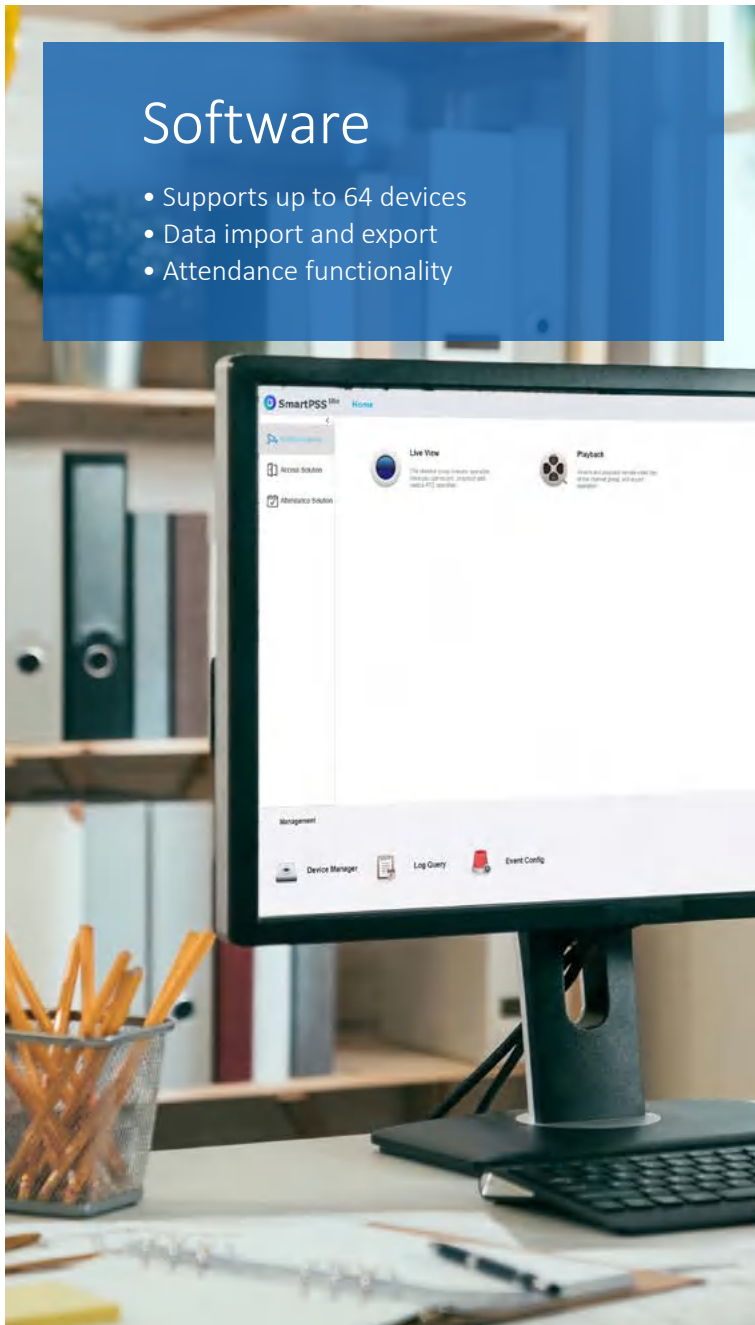 Software
• Supports up to 64 devices
• Data import and export
• Attendance functionality
SmartPSS Lite Home
Live View
Playback
Access Solution
Attendance Solution
Management
Device Manager
Log Query
Event Config